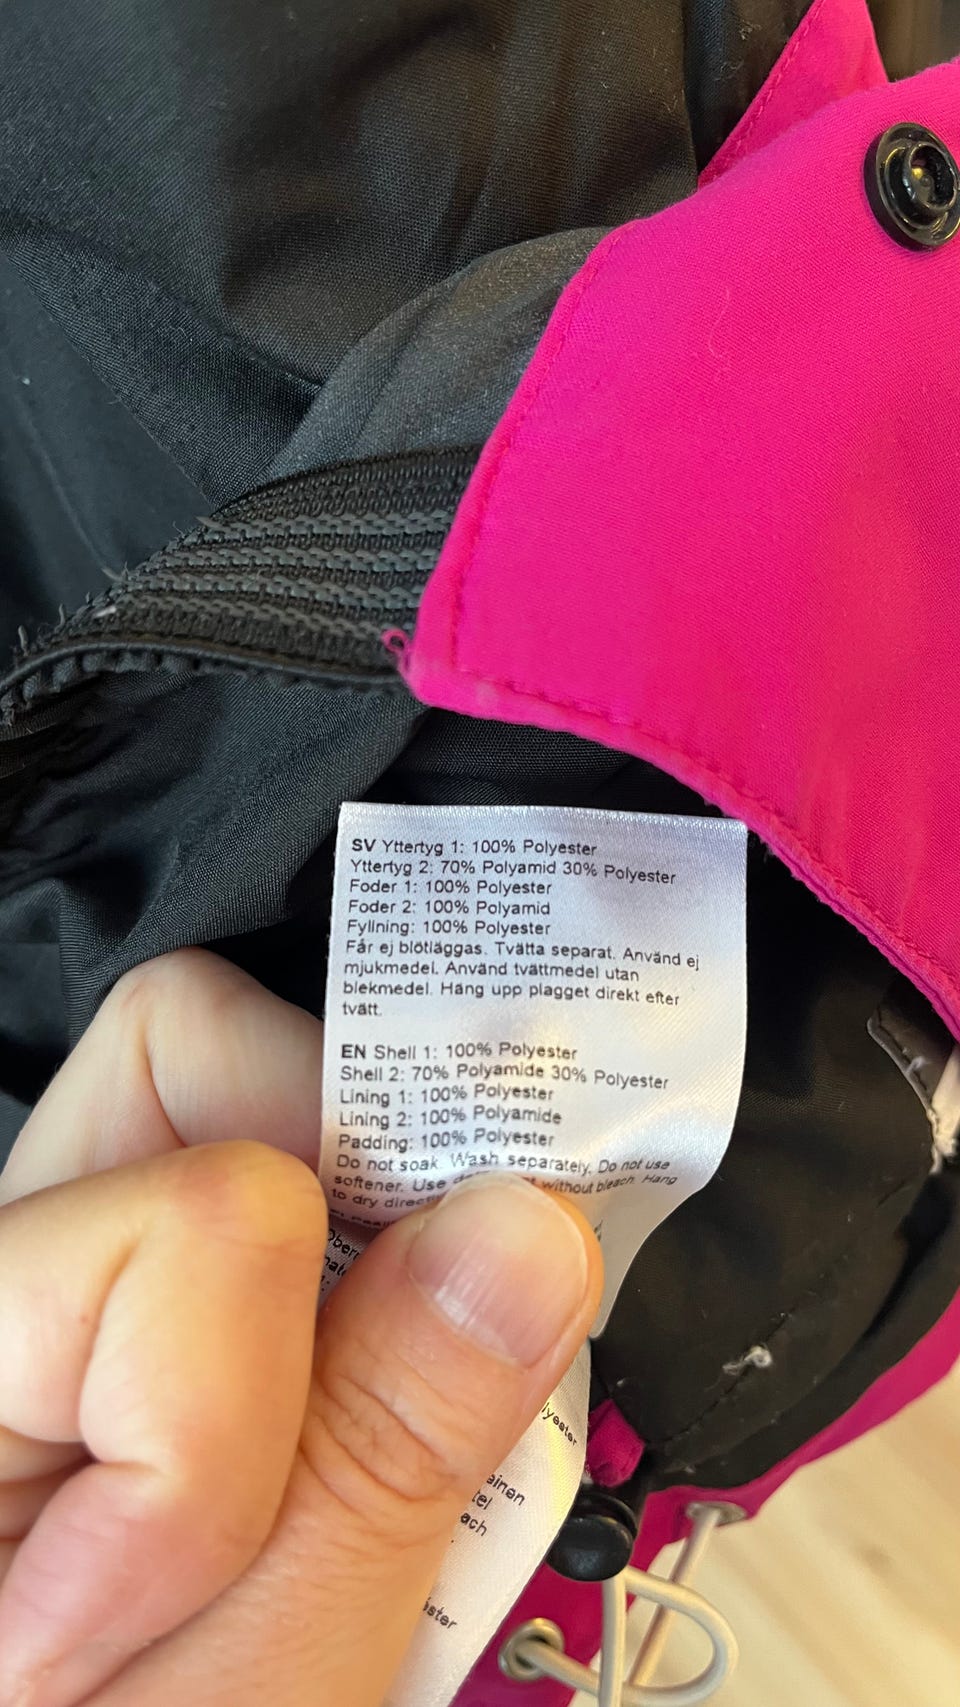 SV Yttertyg 1: 100% Polyester
Yttertyg 2: 70% Polyamid 30% Polyester
Foder 1: 100% Polyester
Foder 2: 100% Polyamid
Fyllning: 100% Polyester
Får ej blötläggas. Tvätta separat. Använd ej
mjukmedel. Använd tvättmedel utan
blekmedel. Häng upp plagget direkt efter
tvätt.
EN Shell 1: 100% Polyester
Shell 2: 70% Polyamide 30% Polyester
Lining 1: 100% Polyester
Lining 2: 100% Polyamide
Padding: 100% Polyester
Do not soak. Wash separately. Do not use
softener. Use without bleach. Hang
to dry